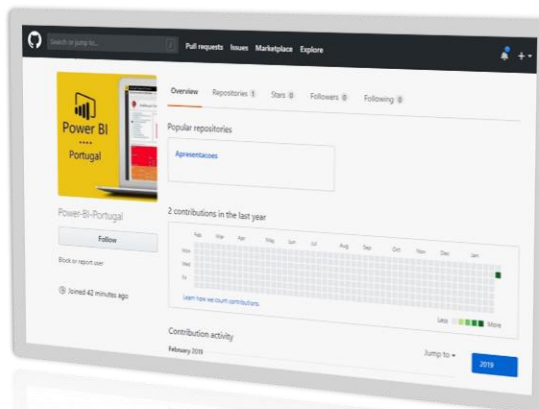 Search or jump to...
/
Pull requests Issues Marketplace Explore
Power BI
Portugal
Power-BI-Portugal
Follow
Block or report user
Joined 42 minutes ago
Overview Repositories 1 Stars 0 Followers 0 Following 0
Popular repositories
Apresentacoes
2 contributions in the last year
Feb Mar Apr May Jun Jul Aug Sep Oct Nov Dec Jan
Mon
Wed
Fri
Learn how we count contributions.
Less More
Contribution activity
Jump to
2019
February 2019